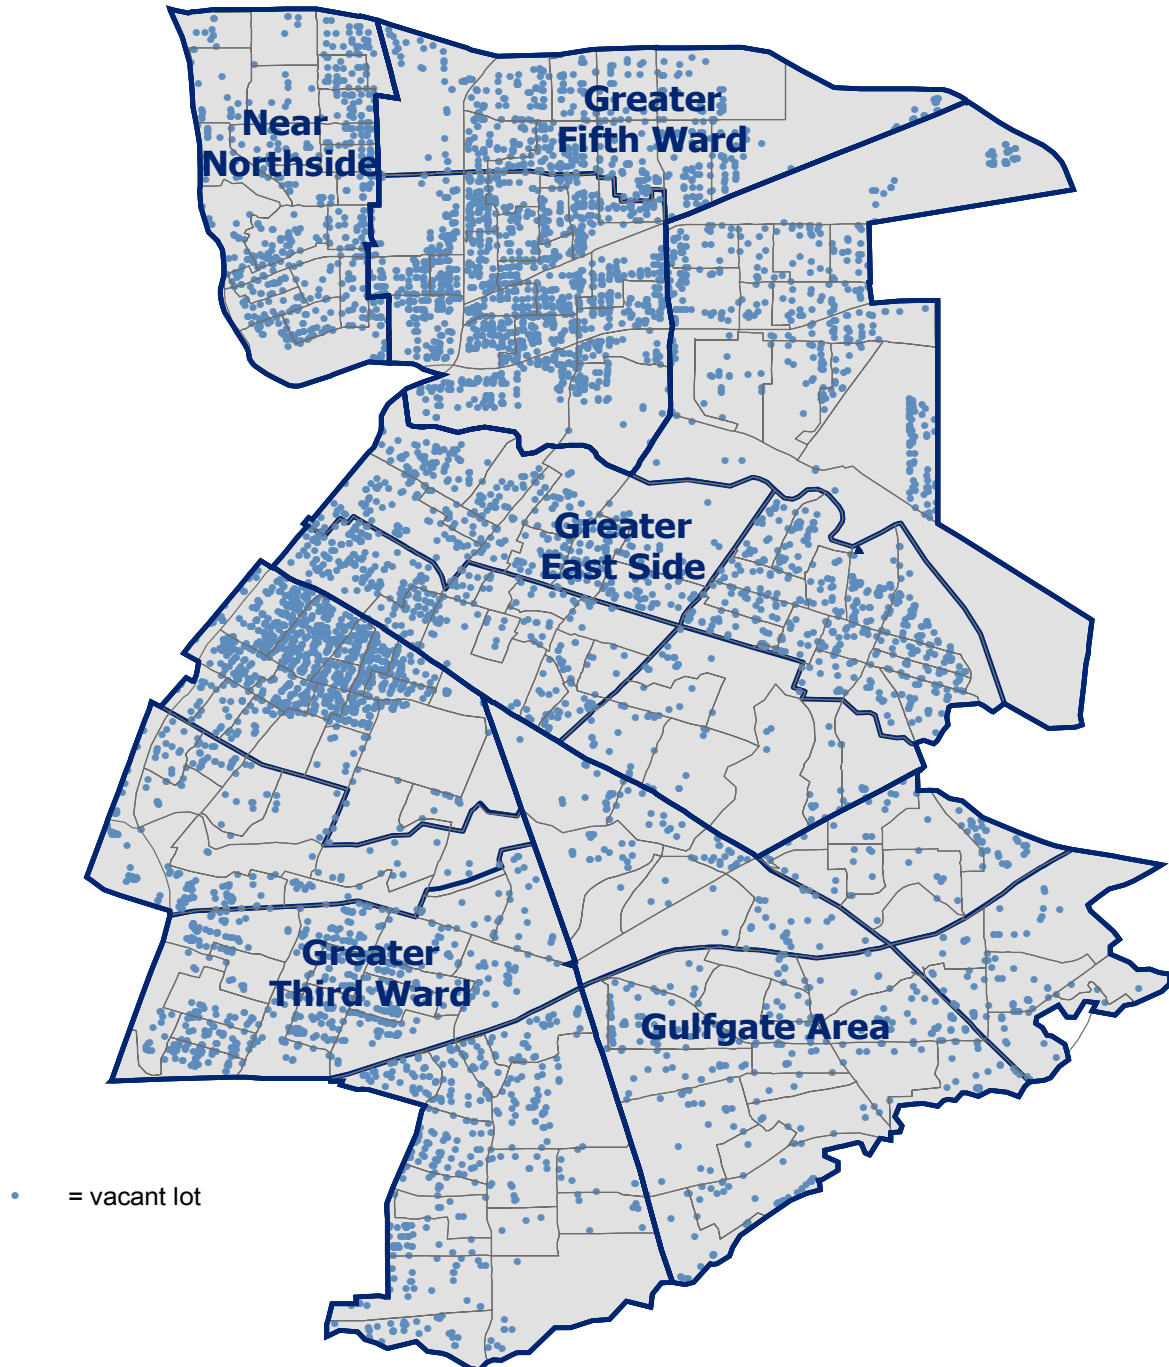 Near
Northside
Greater
Fifth Ward
Greater
East Side
Greater
Third Ward
Gulfgate Area
= vacant lot